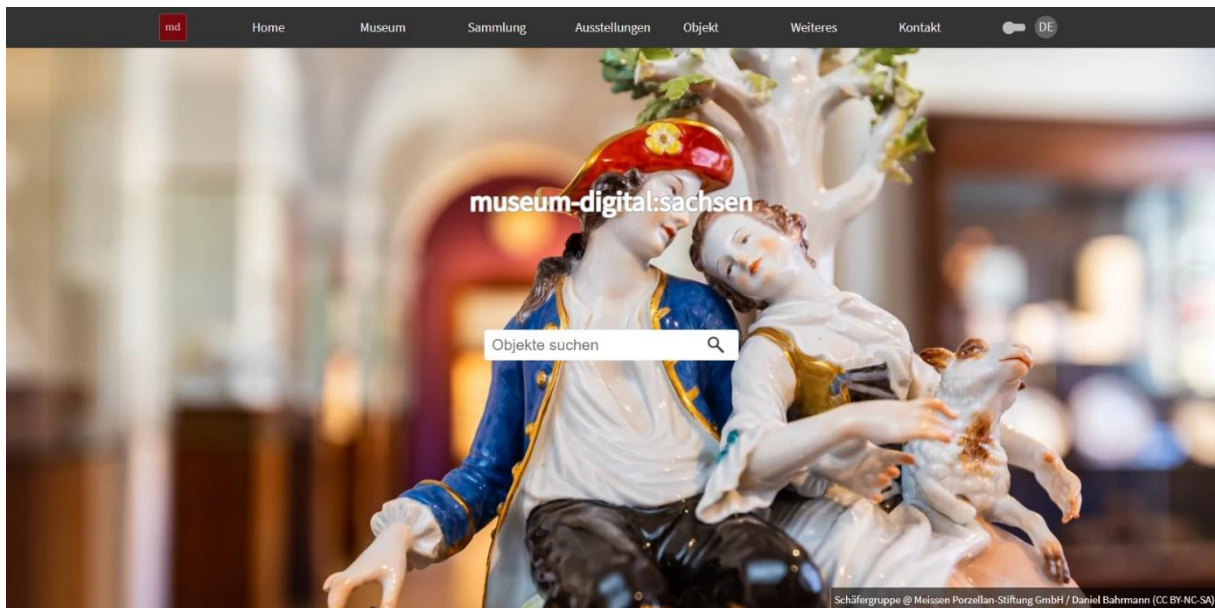 md
Home
Museum
Sammlung
Ausstellungen
Objekt
Weiteres
Kontakt
DE
museum-digital:sachsen
Objekte suchen
Schäfergruppe @ Meissen Porzellan-Stiftung GmbH / Daniel Bahrmann (CC BY-NC-SA)